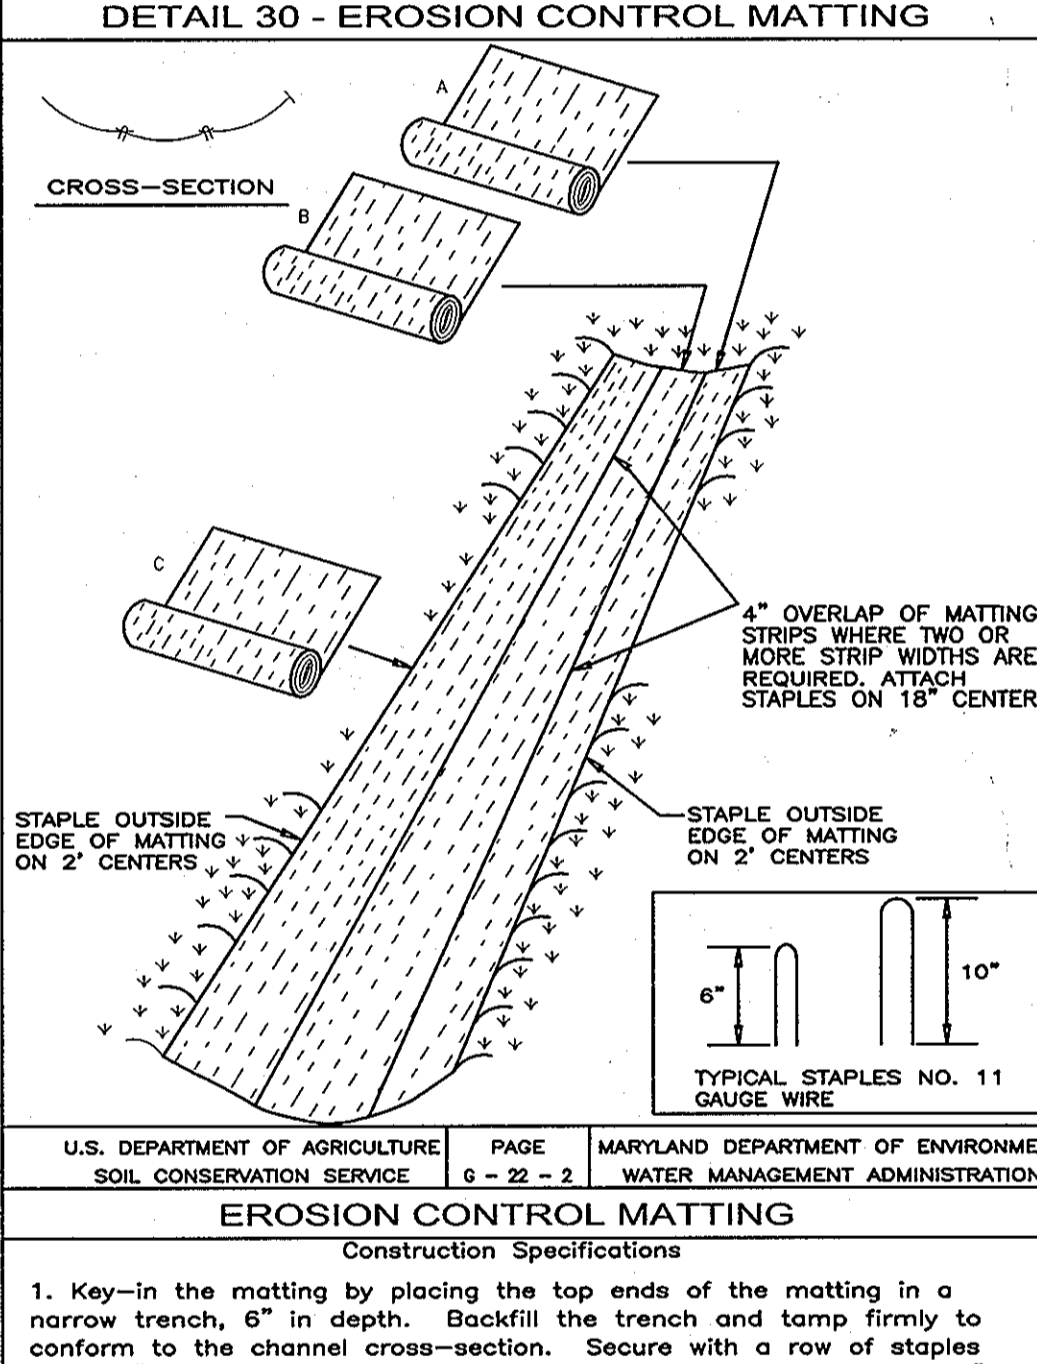 DETAIL 30 - EROSION CONTROL MATTING
A
CROSS-SECTION
B
C
4" OVERLAP OF MATTING
STRIPS WHERE TWO OR
MORE STRIP WIDTHS ARE
REQUIRED. ATTACH
STAPLES ON 18" CENTER
STAPLE OUTSIDE
EDGE OF MATTING
ON 2' CENTERS
STAPLE OUTSIDE
EDGE OF MATTING
ON 2' CENTERS
6"
10"
TYPICAL STAPLES NO. 11
GAUGE WIRE
U.S. DEPARTMENT OF AGRICULTURE
SOIL CONSERVATION SERVICE
PAGE
G - 22 - 2
MARYLAND DEPARTMENT OF ENVIRONME
WATER MANAGEMENT ADMINISTRATION
EROSION CONTROL MATTING
Construction Specifications
1. Key-in the matting by placing the top ends of the matting in a
narrow trench, 6" in depth. Backfill the trench and tamp firmly to
conform to the channel cross-section. Secure with a row of staples